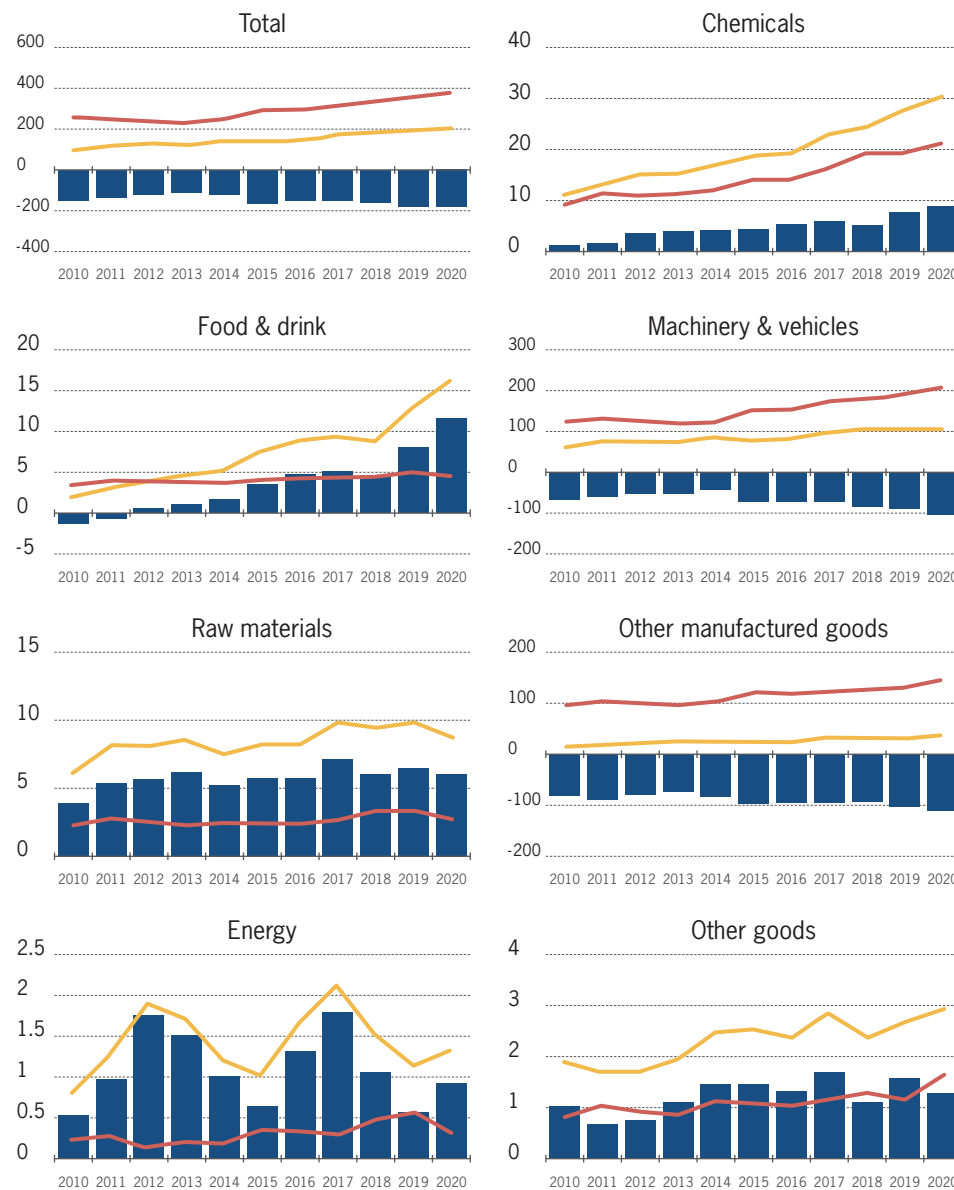 Total
600
400
200
0
-200
-400
2010 2011 2012 2013 2014 2015 2016 2017 2018 2019 2020
Chemicals
40
30
20
10
0
2010 2011 2012 2013 2014 2015 2016 2017 2018 2019 2020
Food & drink
20
15
10
5
0
-5
2010 2011 2012 2013 2014 2015 2016 2017 2018 2019 2020
Machinery & vehicles
300
200
100
0
-100
-200
2010 2011 2012 2013 2014 2015 2016 2017 2018 2019 2020
Raw materials
15
10
5
0
2010 2011 2012 2013 2014 2015 2016 2017 2018 2019 2020
Other manufactured goods
200
100
0
-100
-200
2010 2011 2012 2013 2014 2015 2016 2017 2018 2019 2020
Energy
2.5
2
1.5
1
0.5
0
2010 2011 2012 2013 2014 2015 2016 2017 2018 2019 2020
Other goods
4
3
2
1
0
2010 2011 2012 2013 2014 2015 2016 2017 2018 2019 2020